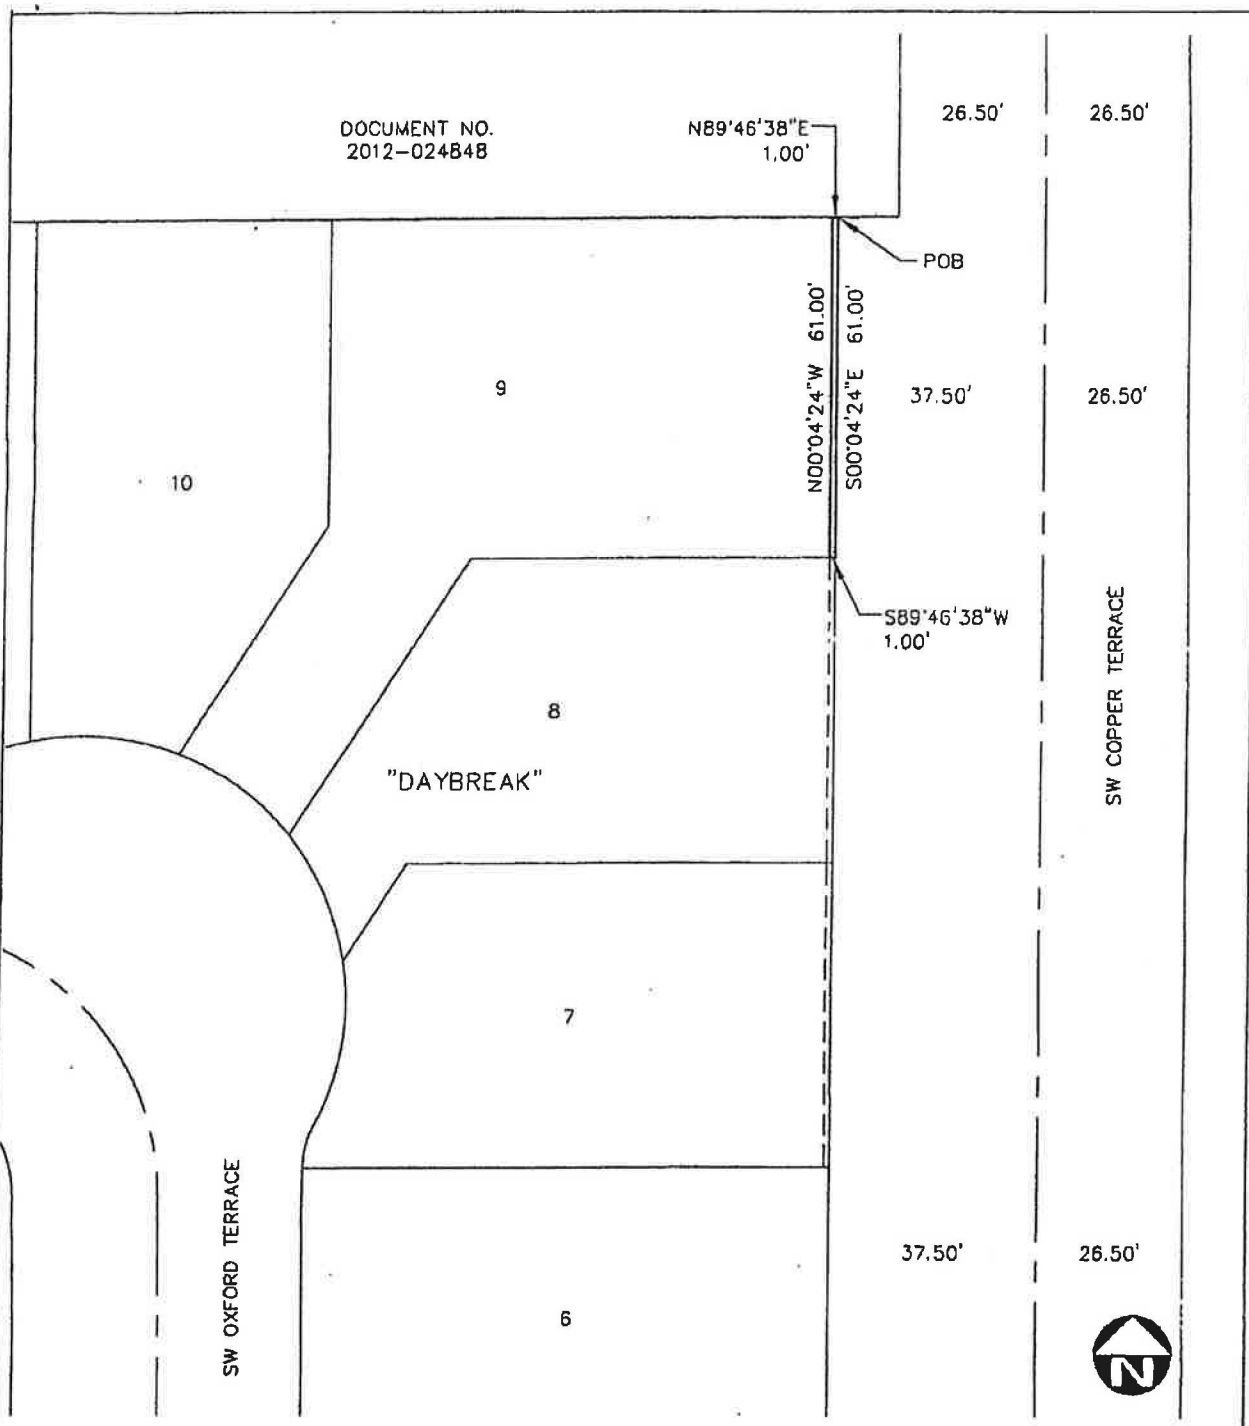 DOCUMENT NO.
2012-024848
N89°46'38"E
1.00'
26.50'
26.50'
POB
N00°04'24"W 61.00'
S00°04'24"E 61.00'
9
37.50'
26.50'
10
S89°46'38"W
1.00'
SW COPPER TERRACE
8
"DAYBREAK"
7
SW OXFORD TERRACE
37.50'
26.50'
6
N